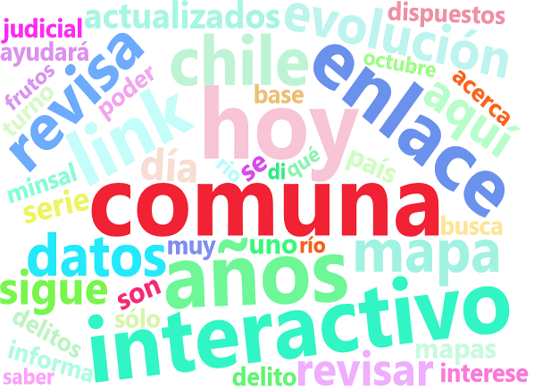 judicial
actualizados
evolución
dispuestos
ayudará
frutos
turno
revisa
poder
chile
base
enlace
octubre
acerca
aquí
link
hoy
día
minsal
serie
río
se
di
qué
país
comuna
busca
datos
muy
uno
río
mapa
sigue
son
años
sólo
interactivo
delitos
informa
saber
delito
revisar
mapas
interese